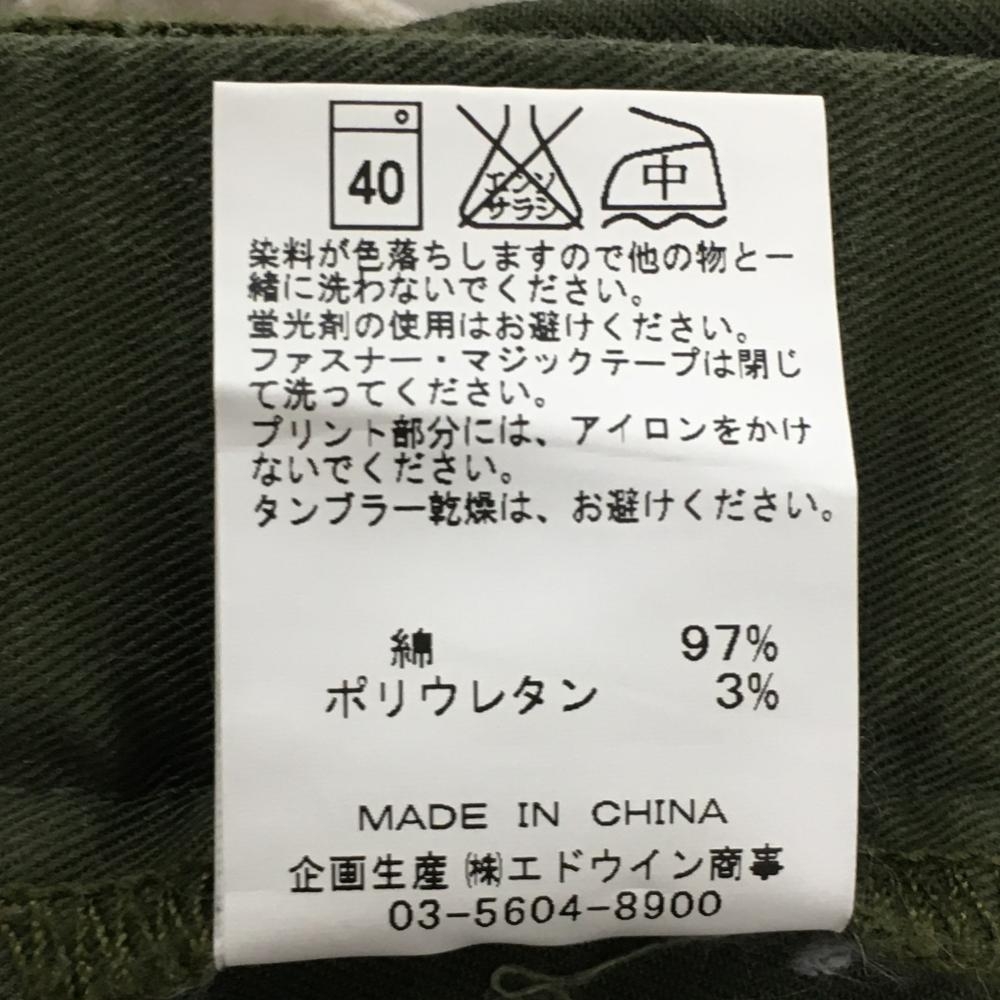 40
エンソ
サラシ
中
染料が色落ちしますので他の物と一
緒に洗わないでください。
蛍光剤の使用はお避けください。
ファスナー・マジックテープは閉じ
て洗ってください。
プリント部分には、アイロンをかけ
ないでください。
タンブラー乾燥は、お避けください。
綿 97%
ポリウレタン 3%
MADE IN CHINA
企画生産 ㈱エドウイン商事
03-5604-8900